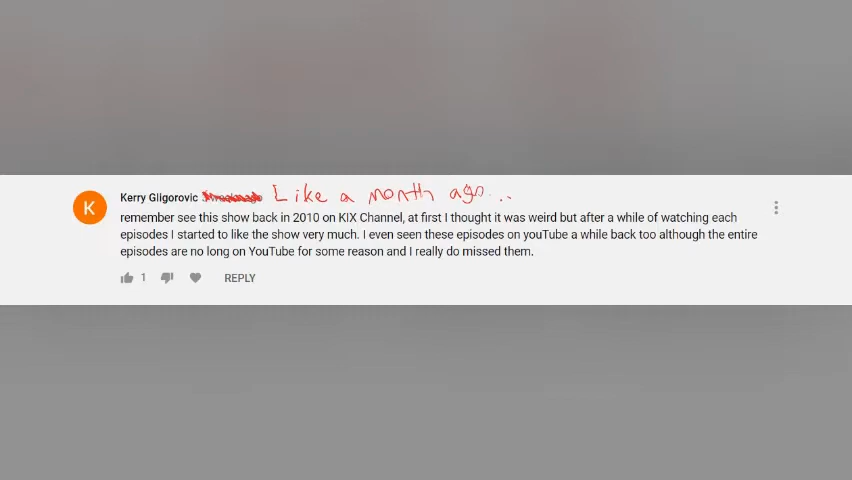 K
Kerry Gligorovic Like a month ago...
remember see this show back in 2010 on KIX Channel, at first I thought it was weird but after a while of watching each
episodes I started to like the show very much. I even seen these episodes on youTube a while back too although the entire
episodes are no long on YouTube for some reason and I really do missed them.
1 REPLY